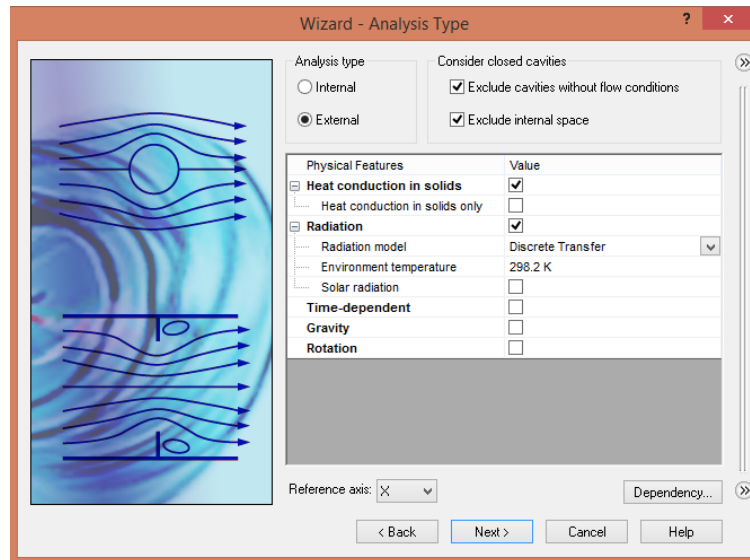 Wizard - Analysis Type
?
×
Analysis type
Internal
External
Consider closed cavities
Exclude cavities without flow conditions
Exclude internal space
Physical Features Value
Heat conduction in solids
Heat conduction in solids only
Radiation
Radiation model Discrete Transfer
Environment temperature 298.2 K
Solar radiation
Time-dependent
Gravity
Rotation
Reference axis: X
Dependency...
< Back Next > Cancel Help